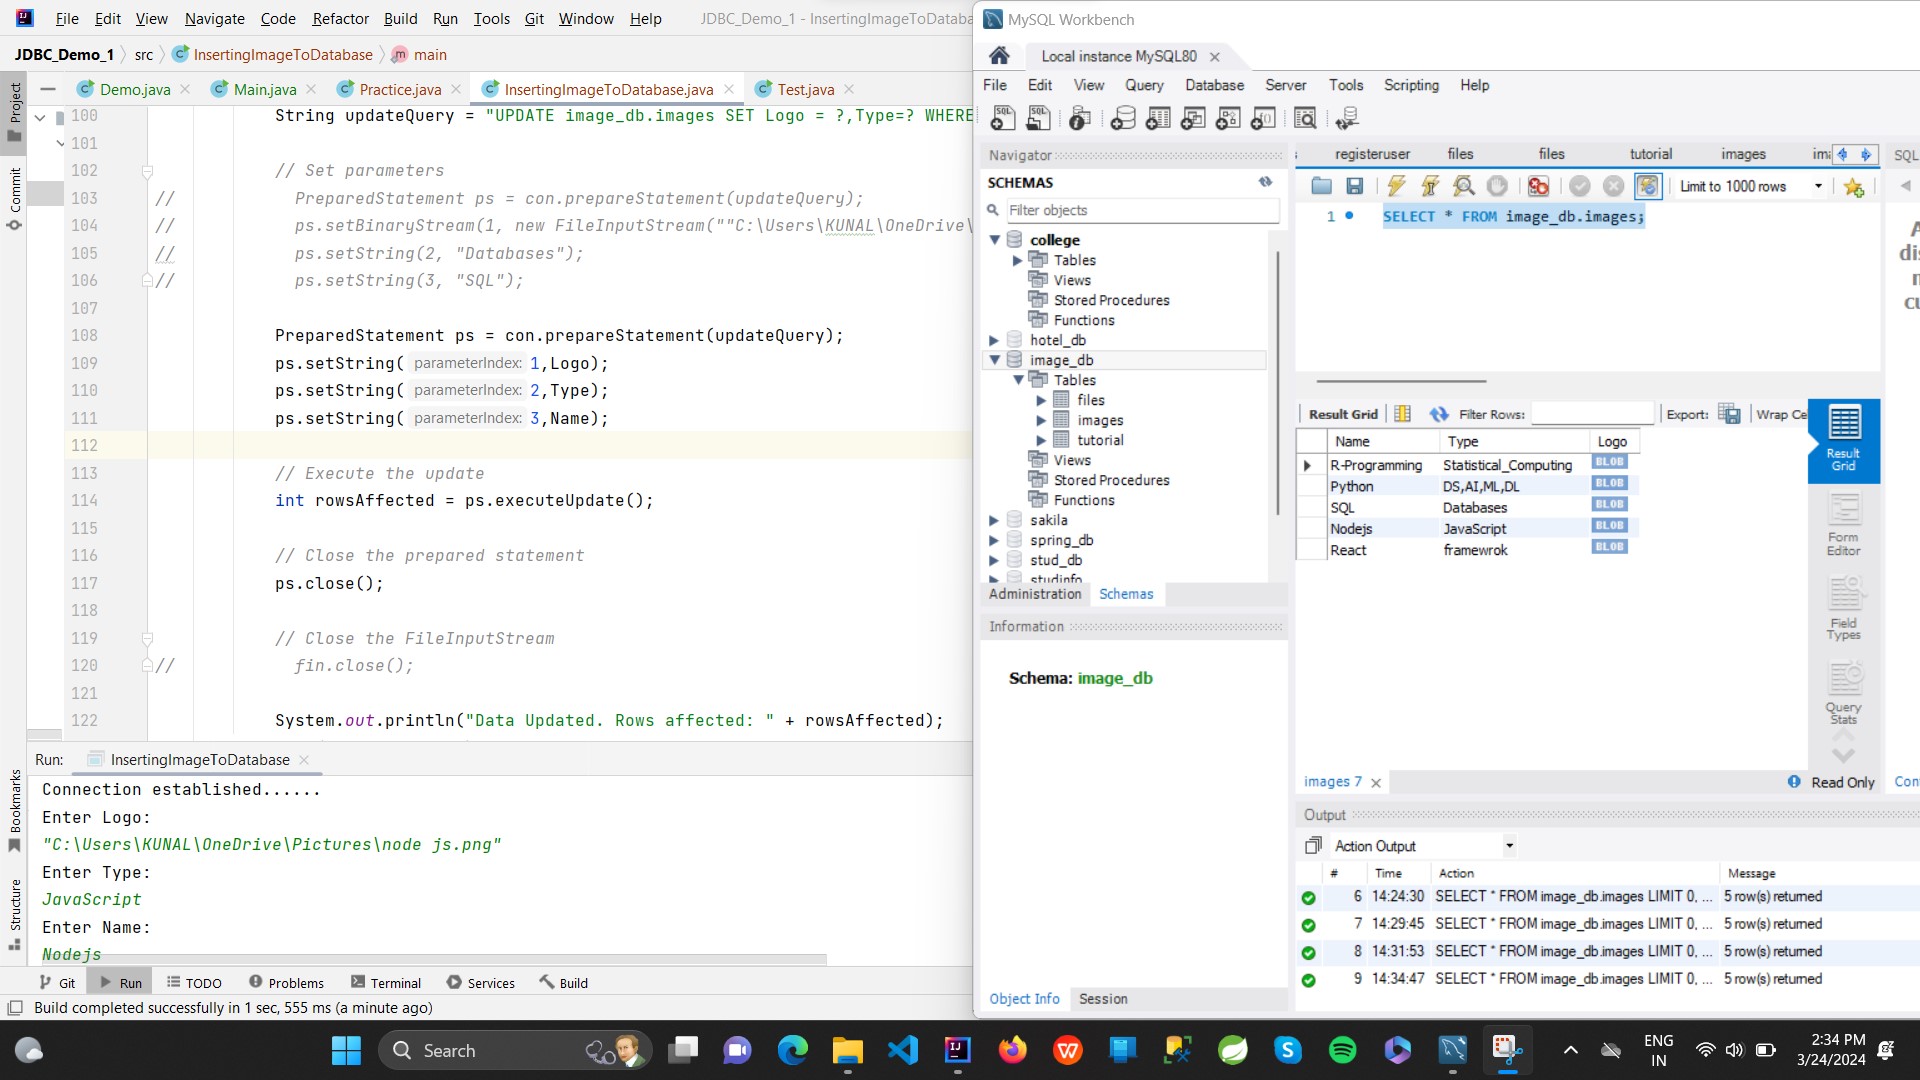 File Edit View Navigate Code Refactor Build Run Tools Git Window Help JDBC_Demo_1 - InsertingImageToDataba
JDBC_Demo_1 src InsertingImageToDatabase main
Demo.java Main.java Practice.java InsertingImageToDatabase.java Test.java
Project
Commit
Bookmarks
Structure
100 String updateQuery = "UPDATE image_db.images SET Logo = ?,Type=? WHERE
101
102 // Set parameters
103 // PreparedStatement ps = con.prepareStatement(updateQuery);
104 // ps.setBinaryStream(1, new FileInputStream(""C:\Users\KUNAL\OneDrive\
105 // ps.setString(2, "Databases");
106 // ps.setString(3, "SQL");
107
108 PreparedStatement ps = con.prepareStatement(updateQuery);
109 ps.setString( parameterIndex: 1,Logo);
110 ps.setString( parameterIndex: 2,Type);
111 ps.setString( parameterIndex: 3,Name);
112
113 // Execute the update
114 int rowsAffected = ps.executeUpdate();
115
116 // Close the prepared statement
117 ps.close();
118
119 // Close the FileInputStream
120 // fin.close();
121
122 System.out.println("Data Updated. Rows affected: " + rowsAffected);
Run: InsertingImageToDatabase
Connection established......
Enter Logo:
"C:\Users\KUNAL\OneDrive\Pictures\node js.png"
Enter Type:
JavaScript
Enter Name:
Nodejs
Git Run TODO Problems Terminal Services Build
Build completed successfully in 1 sec, 555 ms (a minute ago)
MySQL Workbench
Local instance MySQL80
File Edit View Query Database Server Tools Scripting Help
Navigator
SCHEMAS
Filter objects
college
Tables
Views
Stored Procedures
Functions
hotel_db
image_db
Tables
files
images
tutorial
Views
Stored Procedures
Functions
sakila
spring_db
stud_db
studinfo
Administration Schemas
Information
Schema: image_db
Object Info Session
registeruser files files tutorial images
SQL
Limit to 1000 rows
1 SELECT * FROM image_db.images;
Result Grid Filter Rows: Export: Wrap Ce
Name Type Logo
R-Programming Statistical_Computing BLOB
Python DS,AI,ML,DL BLOB
SQL Databases BLOB
Nodejs JavaScript BLOB
React framewrok BLOB
Result
Grid
Form
Editor
Field
Types
Query
Stats
images 7 Read Only
Output
Action Output
# Time Action Message
6 14:24:30 SELECT * FROM image_db.images LIMIT 0, ... 5 row(s) returned
7 14:29:45 SELECT * FROM image_db.images LIMIT 0, ... 5 row(s) returned
8 14:31:53 SELECT * FROM image_db.images LIMIT 0, ... 5 row(s) returned
9 14:34:47 SELECT * FROM image_db.images LIMIT 0, ... 5 row(s) returned
Search
ENG
IN
2:34 PM
3/24/2024